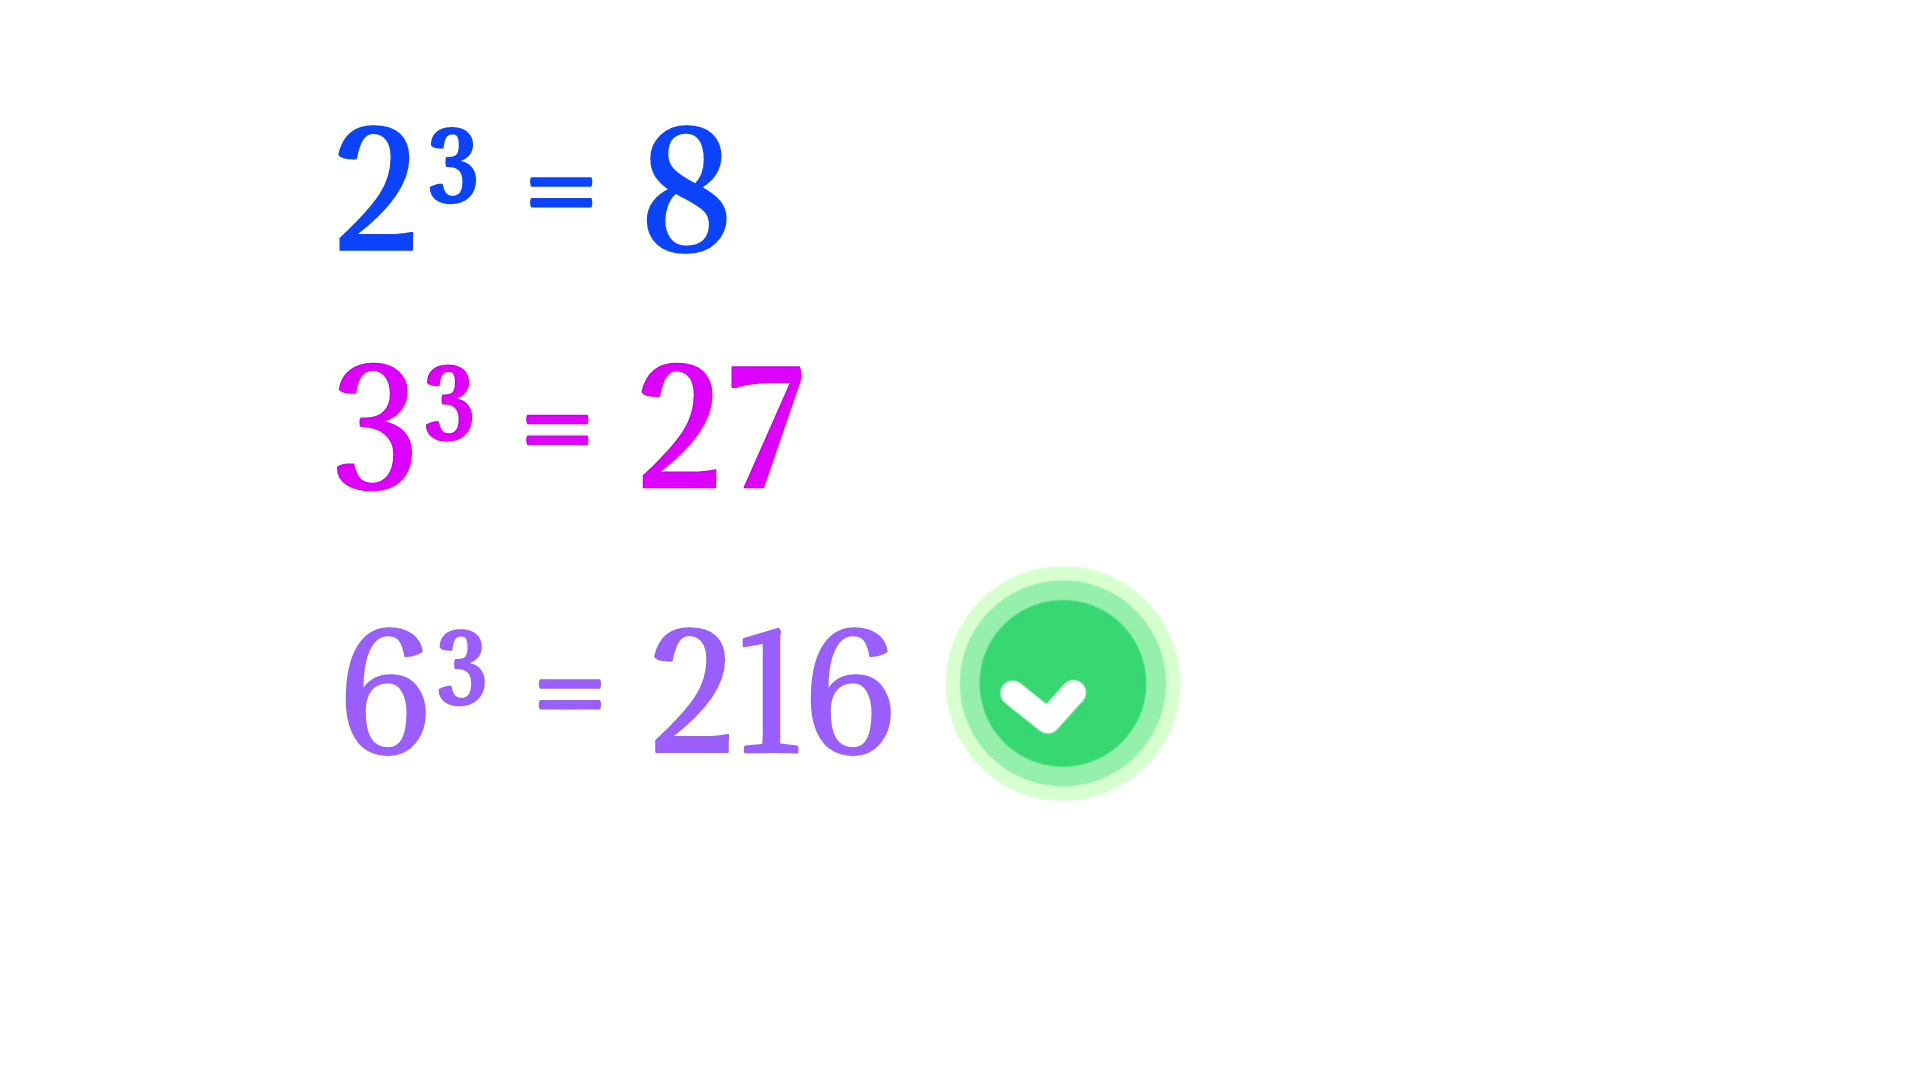 2³ = 8
3³ = 27
6³ = 216